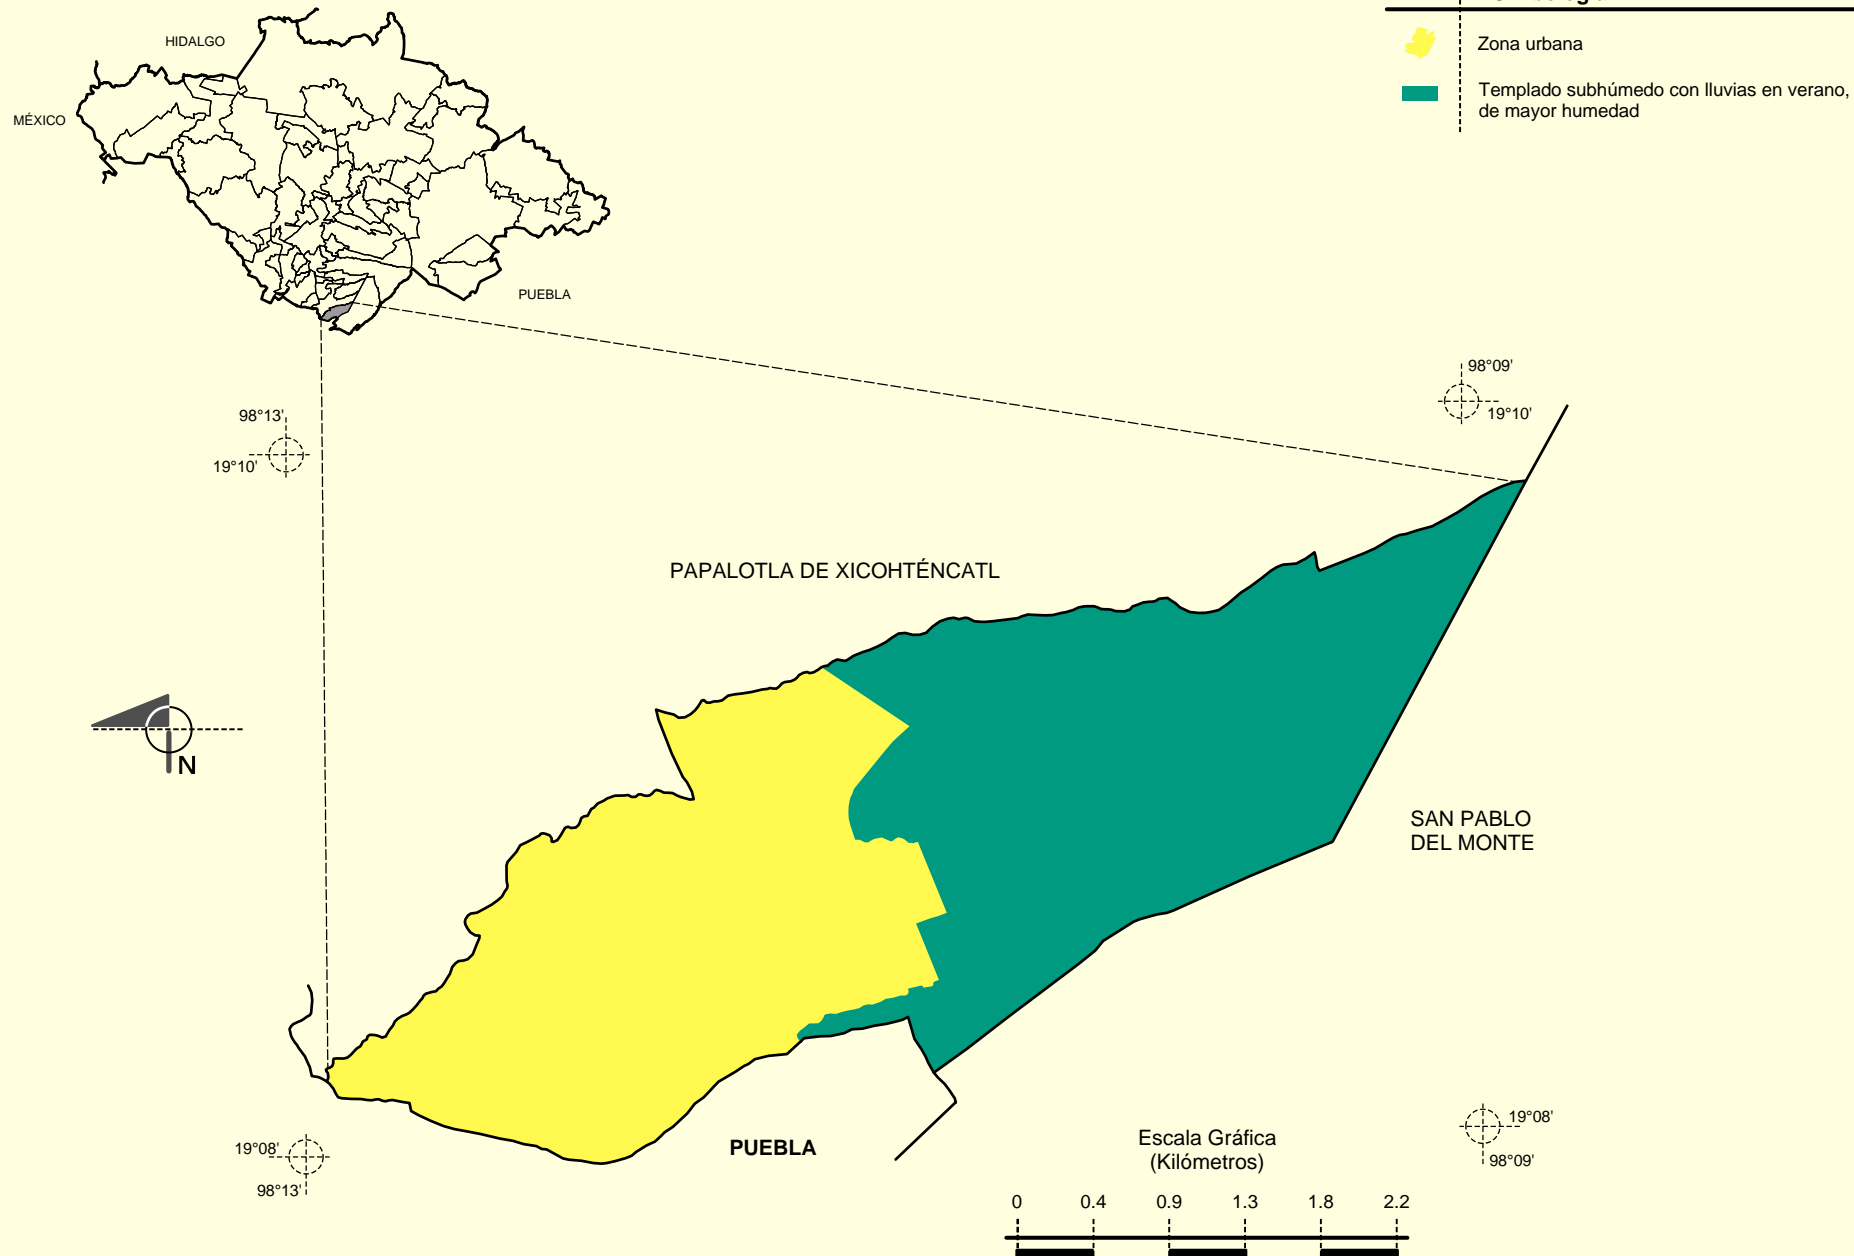 HIDALGO
MÉXICO
PUEBLA
Zona urbana
Templado subhúmedo con lluvias en verano,
de mayor humedad
98°09'
19°10'
98°13'
19°10'
PAPALOTLA DE XICOHTÉNCATL
N
SAN PABLO
DEL MONTE
PUEBLA
19°08'
98°13'
19°08'
98°09'
Escala Gráfica
(Kilómetros)
0 0.4 0.9 1.3 1.8 2.2